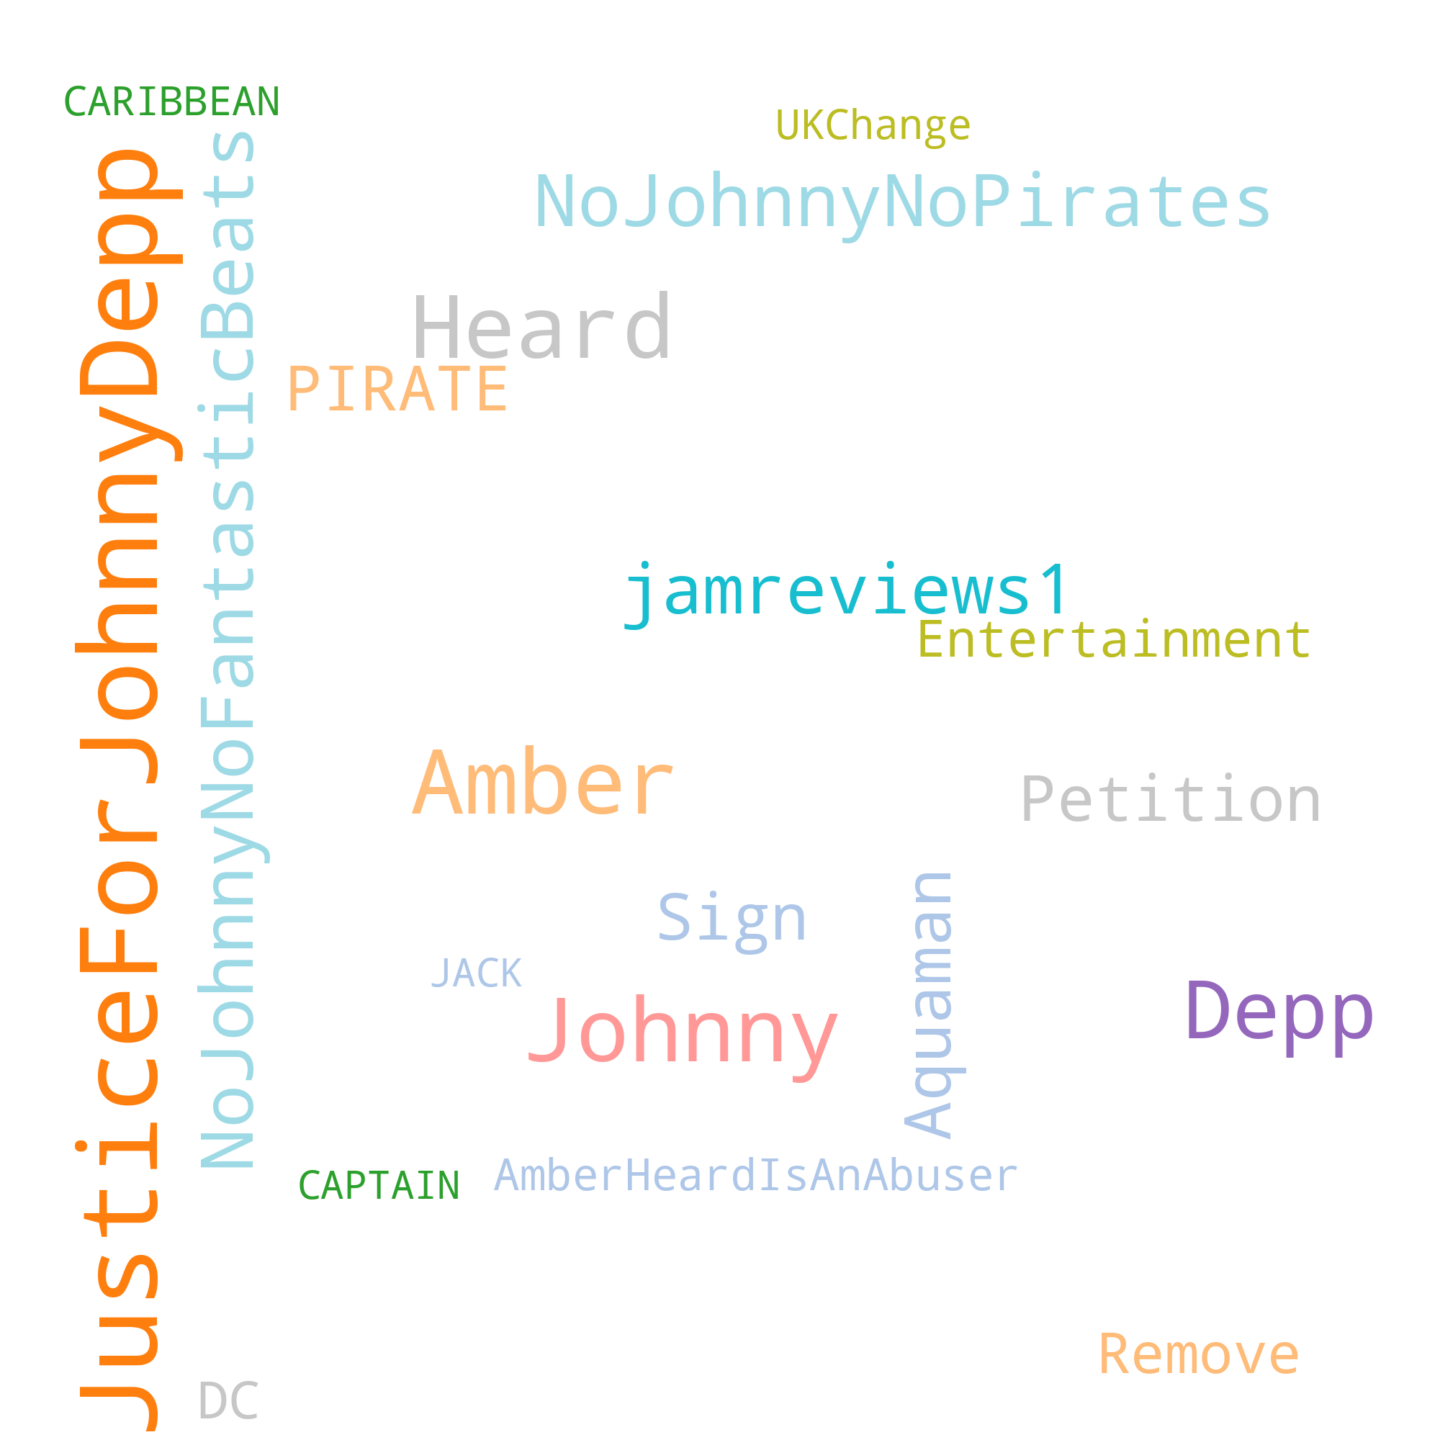 CARIBBEAN
UKChange
JusticeForJohnnyDepp
NoJohnnyNoFantasticBeats
NoJohnnyNoPirates
Heard
PIRATE
jamreviews1
Entertainment
Amber
Petition
Sign
Aquaman
JACK
Johnny
Depp
CAPTAIN
AmberHeardIsAnAbuser
Remove
DC